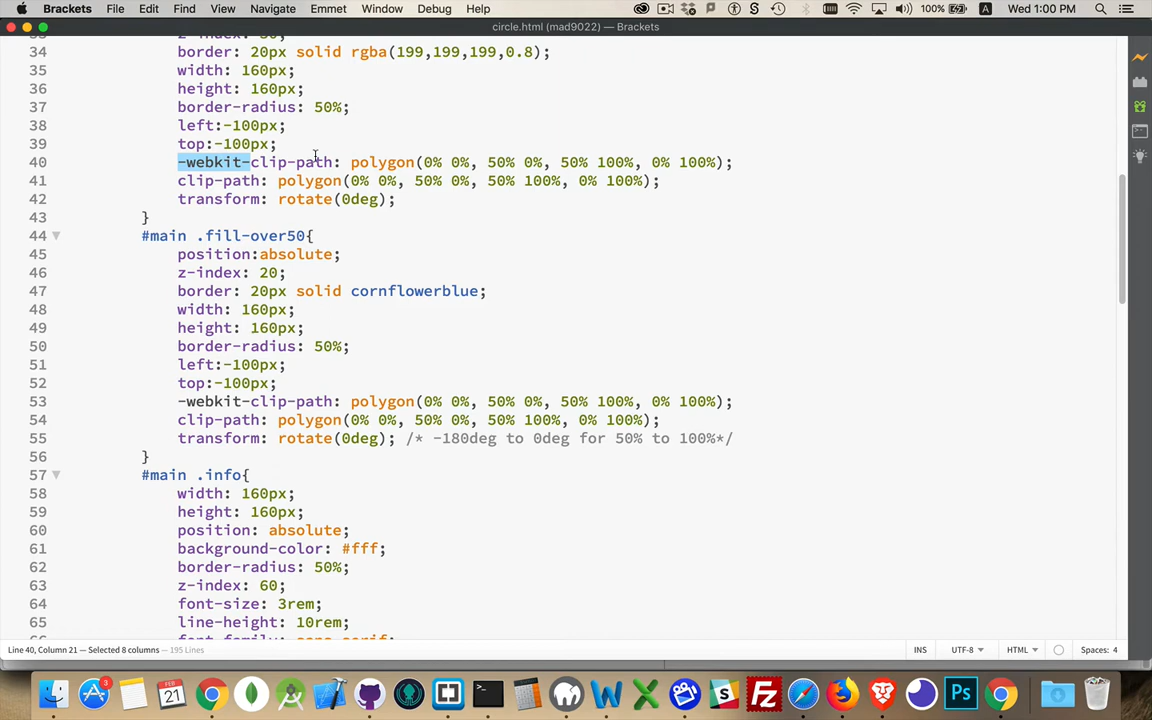 Brackets File Edit Find View Navigate Emmet Window Debug Help 100% Wed 1:00 PM
circle.html (mad9022) — Brackets
34 border: 20px solid rgba(199,199,199,0.8);
35 width: 160px;
36 height: 160px;
37 border-radius: 50%;
38 left:-100px;
39 top:-100px;
40 -webkit-clip-path: polygon(0% 0%, 50% 0%, 50% 100%, 0% 100%);
41 clip-path: polygon(0% 0%, 50% 0%, 50% 100%, 0% 100%);
42 transform: rotate(0deg);
43 }
44 #main .fill-over50{
45 position:absolute;
46 z-index: 20;
47 border: 20px solid cornflowerblue;
48 width: 160px;
49 height: 160px;
50 border-radius: 50%;
51 left:-100px;
52 top:-100px;
53 -webkit-clip-path: polygon(0% 0%, 50% 0%, 50% 100%, 0% 100%);
54 clip-path: polygon(0% 0%, 50% 0%, 50% 100%, 0% 100%);
55 transform: rotate(0deg); /* -180deg to 0deg for 50% to 100%*/
56 }
57 #main .info{
58 width: 160px;
59 height: 160px;
60 position: absolute;
61 background-color: #fff;
62 border-radius: 50%;
63 z-index: 60;
64 font-size: 3rem;
65 line-height: 10rem;
Line 40, Column 21 — Selected 8 columns — 195 Lines INS UTF-8 HTML Spaces: 4
3
FEB
21